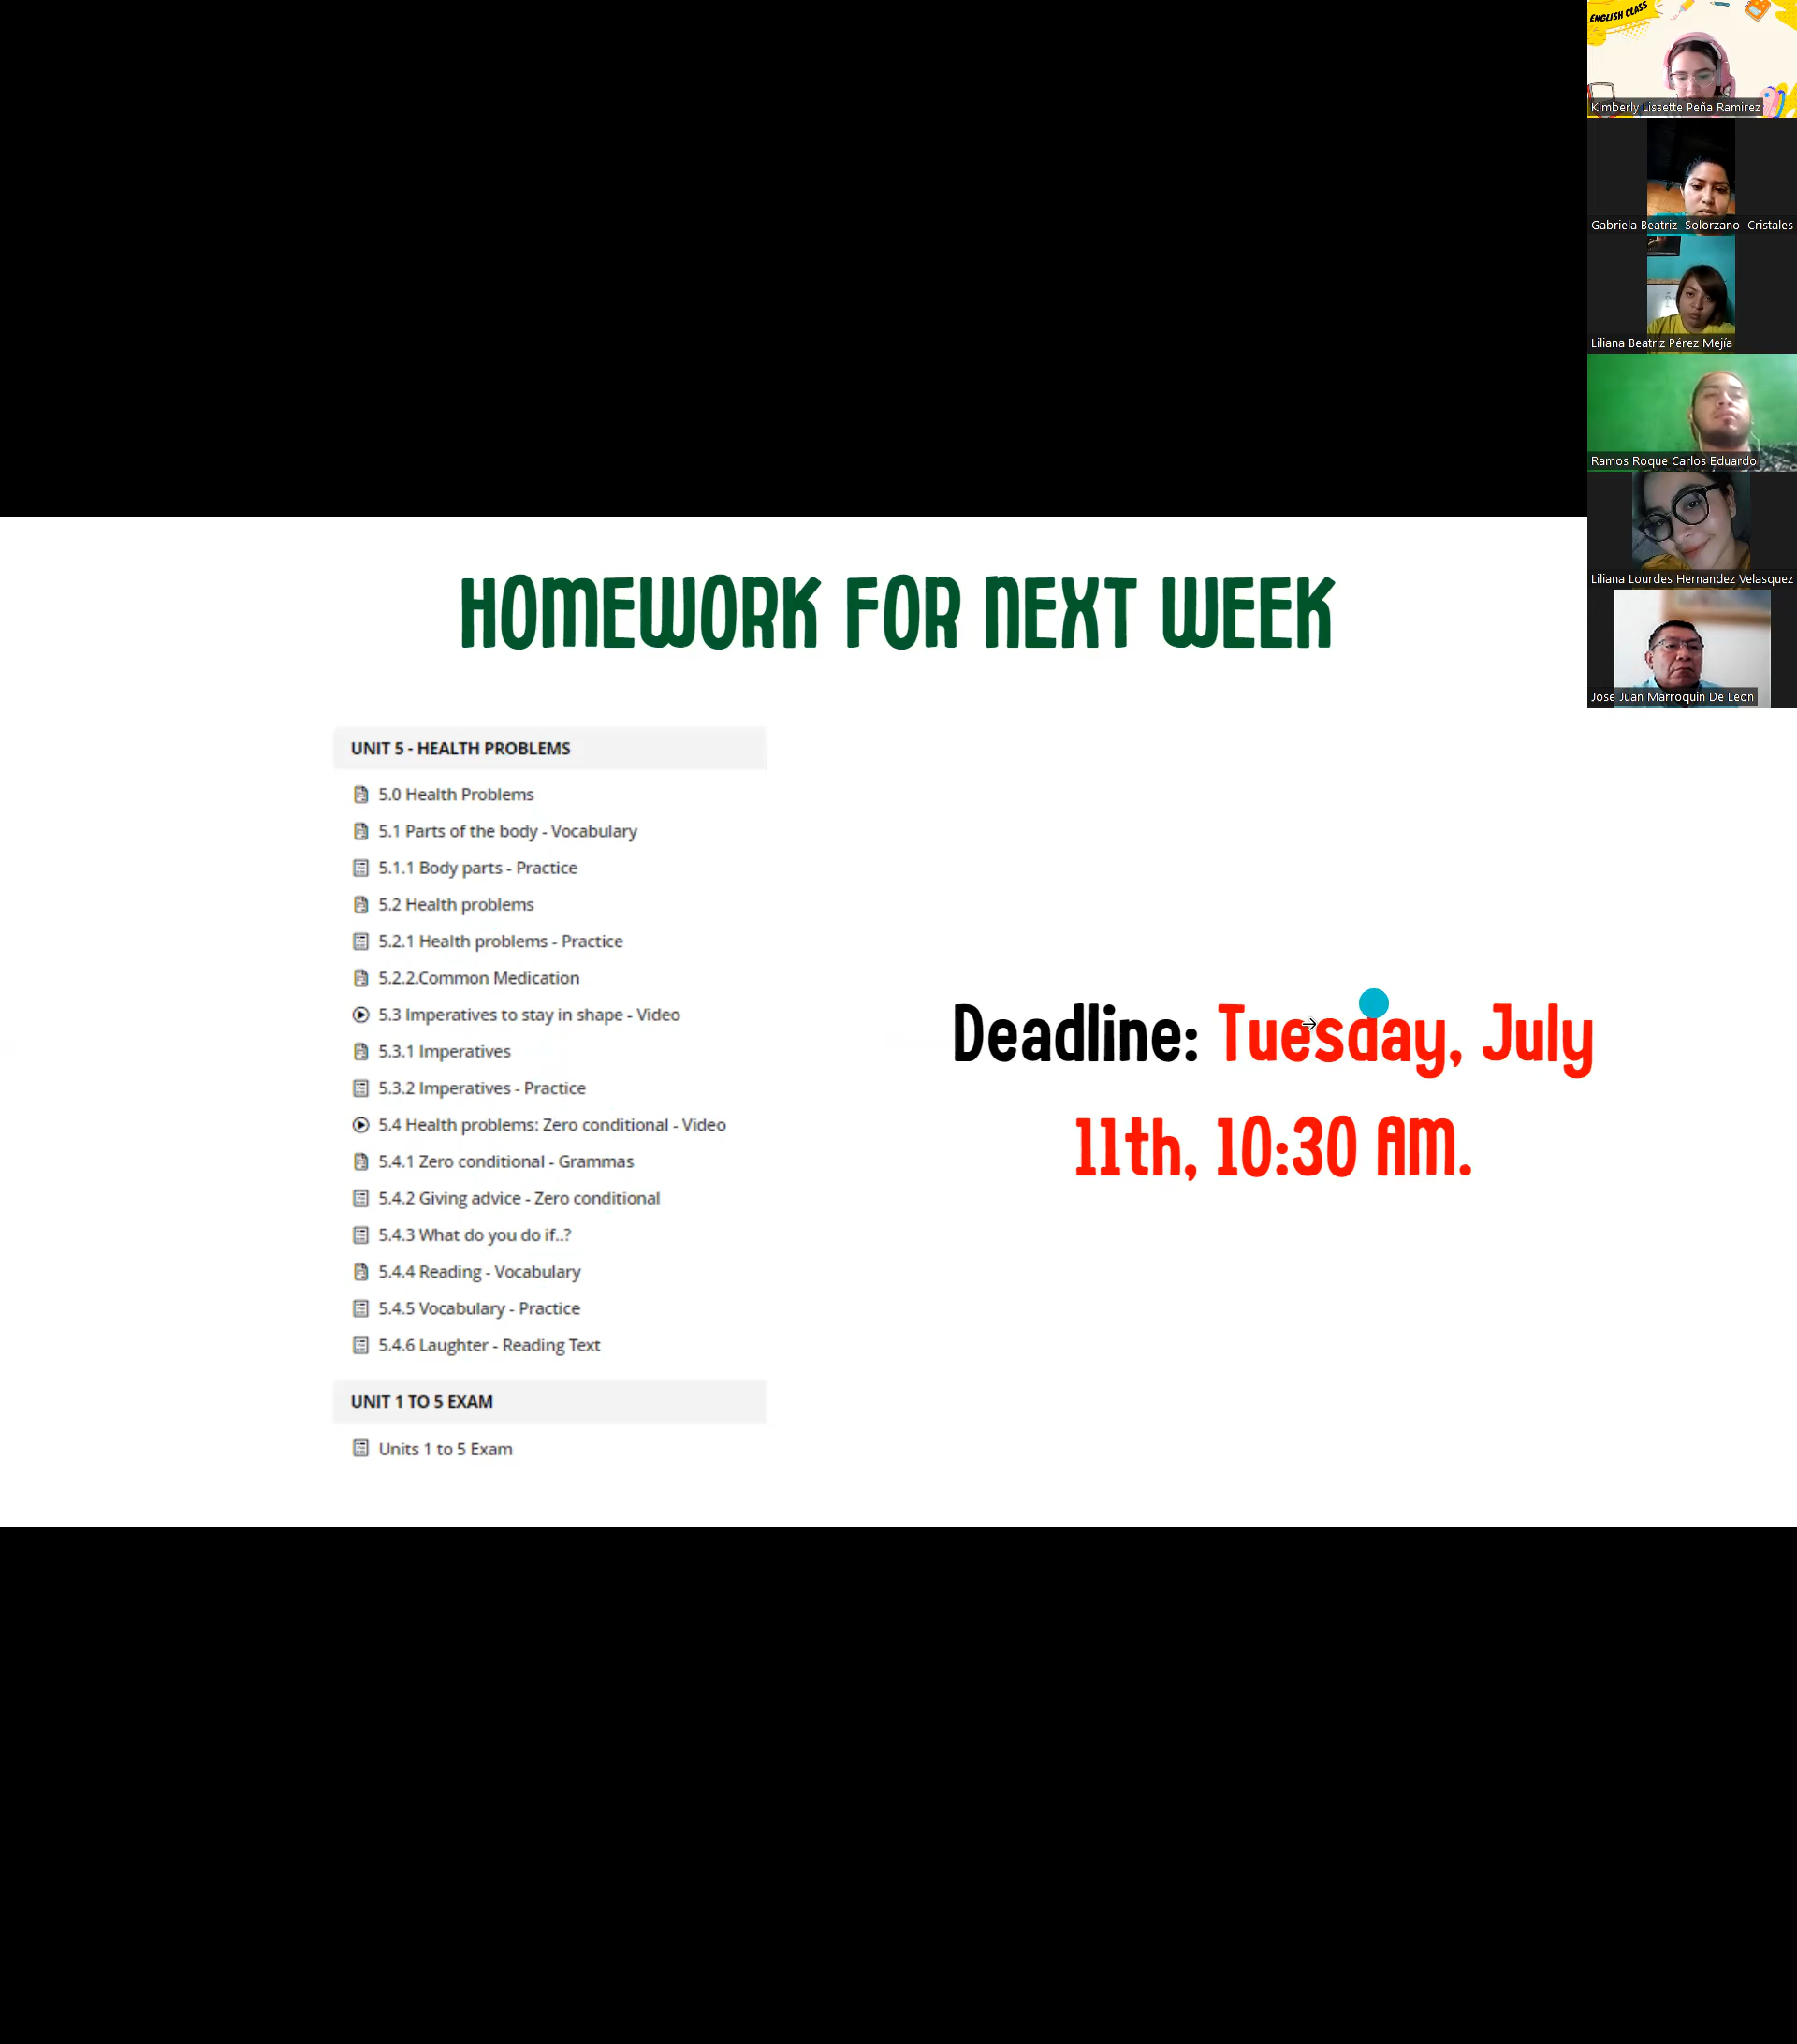 ENGLISH CLASS
Kimberly Lissette Peña Ramirez
Gabriela Beatriz Solorzano Cristales
Liliana Beatriz Pérez Mejía
Ramos Roque Carlos Eduardo
Liliana Lourdes Hernandez Velasquez
Jose Juan Marroquin De Leon
HOMEWORK FOR NEXT WEEK
UNIT 5 - HEALTH PROBLEMS
5.0 Health Problems
5.1 Parts of the body - Vocabulary
5.1.1 Body parts - Practice
5.2 Health problems
5.2.1 Health problems - Practice
5.2.2.Common Medication
5.3 Imperatives to stay in shape - Video
5.3.1 Imperatives
5.3.2 Imperatives - Practice
5.4 Health problems: Zero conditional - Video
5.4.1 Zero conditional - Grammas
5.4.2 Giving advice - Zero conditional
5.4.3 What do you do if..?
5.4.4 Reading - Vocabulary
5.4.5 Vocabulary - Practice
5.4.6 Laughter - Reading Text
UNIT 1 TO 5 EXAM
Units 1 to 5 Exam
Deadline: Tuesday, July
11th, 10:30 AM.